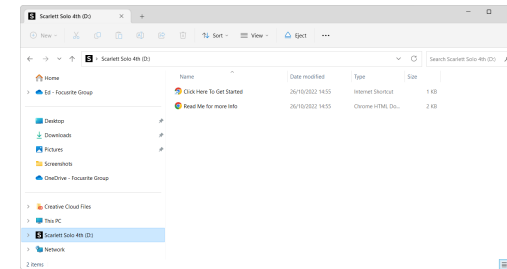 Scarlett Solo 4th (D:)
New
Sort
View
Eject
Scarlett Solo 4th (D:)
Search Scarlett Solo 4th (D:)
Home
Ed - Focusrite Group
Desktop
Downloads
Pictures
Screenshots
OneDrive - Focusrite Group
Creative Cloud Files
This PC
Scarlett Solo 4th (D:)
Network
Name Date modified Type Size
Click Here To Get Started 26/10/2022 14:55 Internet Shortcut 1 KB
Read Me for more Info 26/10/2022 14:55 Chrome HTML Do... 2 KB
2 items